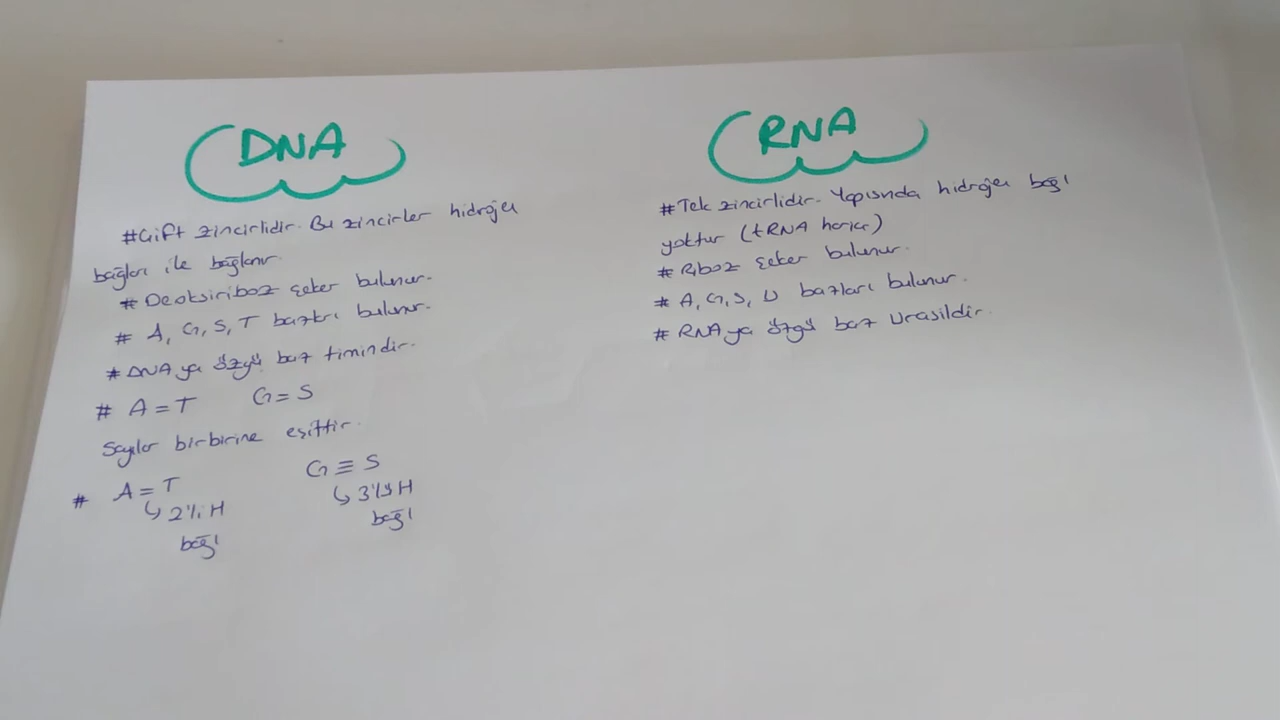 DNA
#Çift zincirlidir. Bu zincirler hidrojen
bağları ile bağlanır.
# Deoksiriboz şeker bulunur.
# A, G, S, T bazları bulunur.
# DNA ya özgü baz timindir.
# A = T G = S
Sayılar birbirine eşittir.
# A = T G ≡ S
↳ 2'li H ↳ 3'lü H
bağı bağı
RNA
#Tek zincirlidir. Yapısında hidrojen bağı
yoktur (tRNA hariç)
# Riboz şeker bulunur.
# A, G, S, U bazları bulunur.
# RNA ya özgü baz Urasildir.